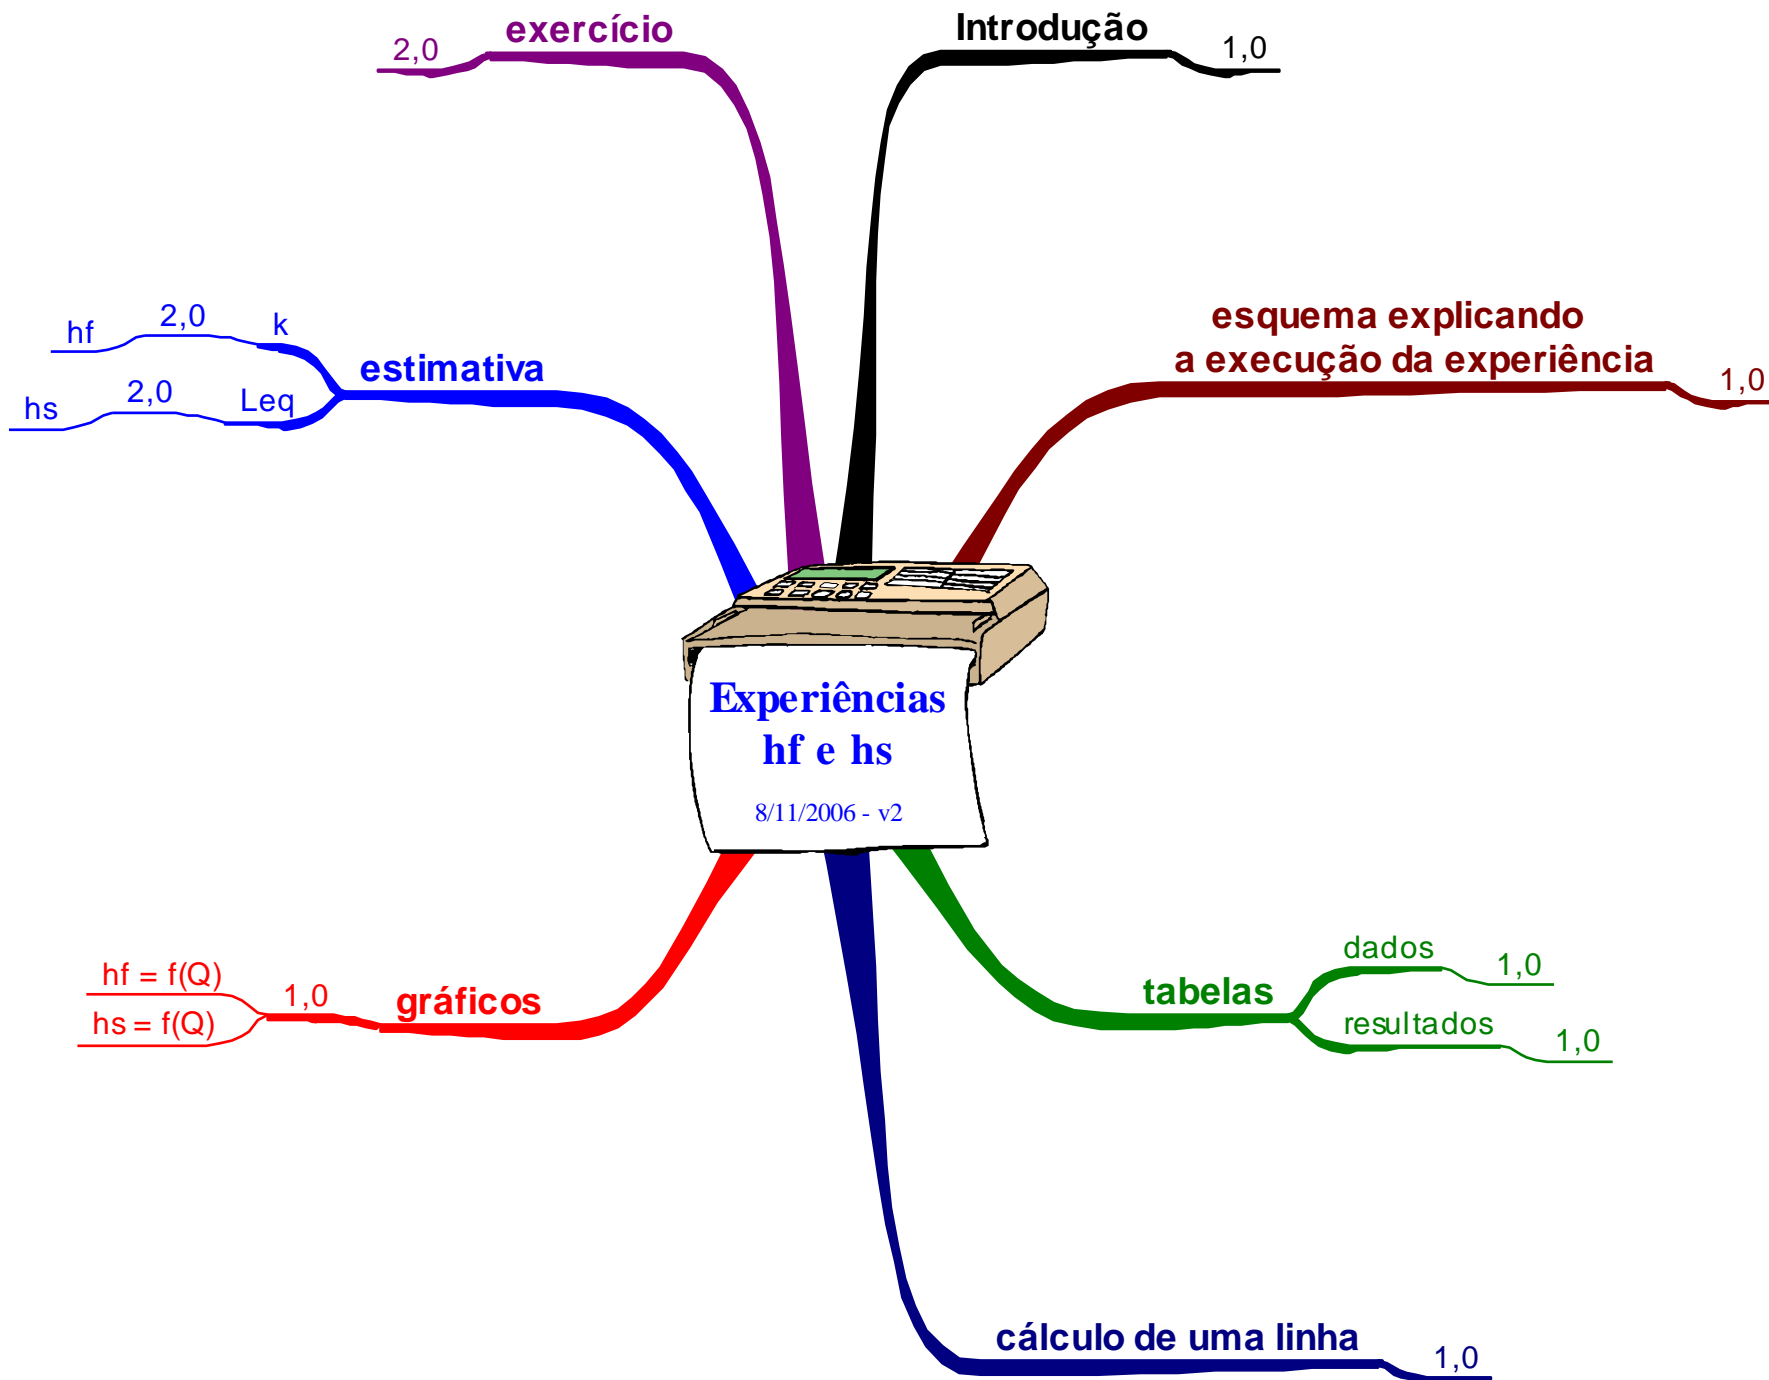 Experiências
hf e hs
8/11/2006 - v2
Introdução
1,0
esquema explicando
a execução da experiência
1,0
tabelas
dados
1,0
resultados
1,0
cálculo de uma linha
1,0
gráficos
1,0
hf = f(Q)
hs = f(Q)
estimativa
k
2,0
hf
Leq
2,0
hs
exercício
2,0